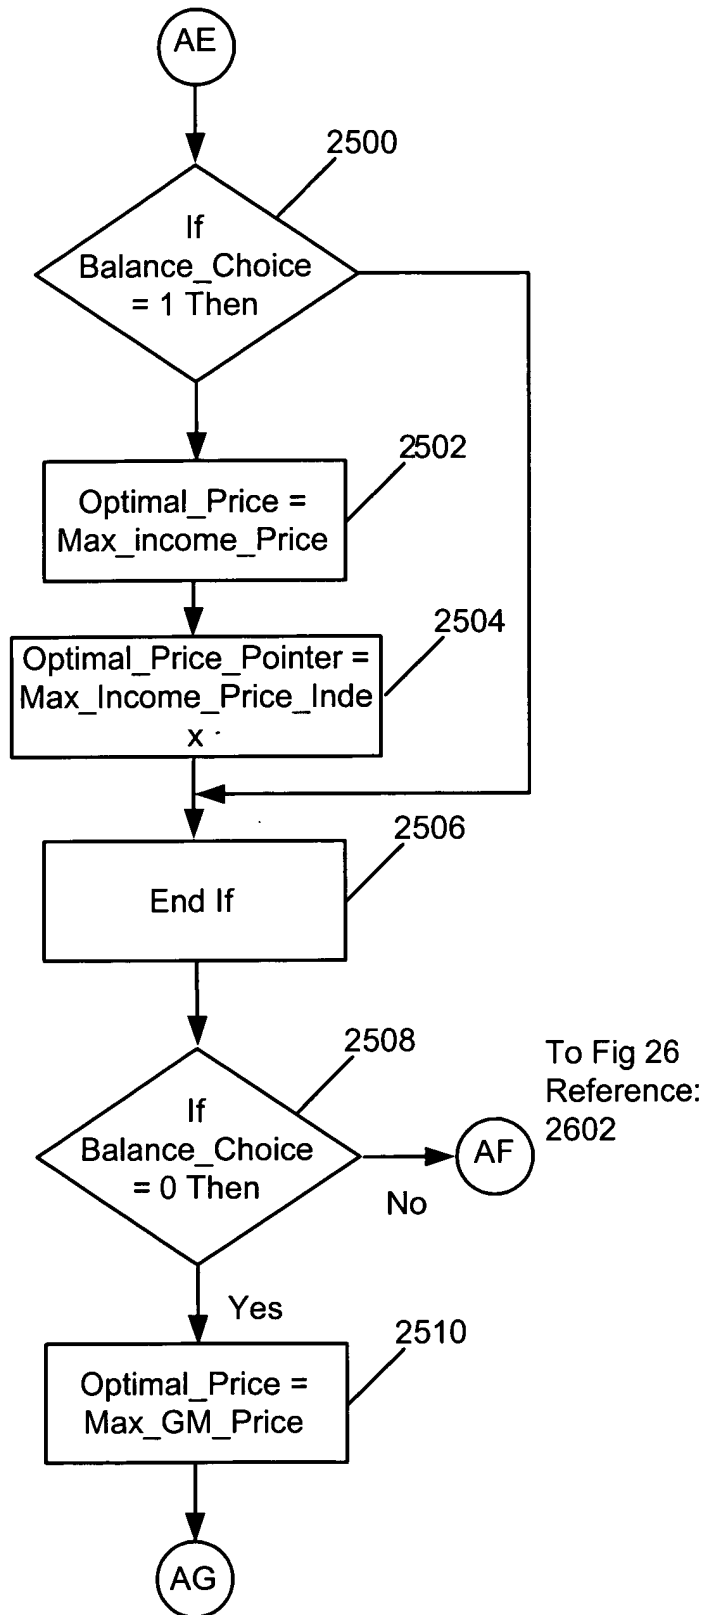 AE
2500
If
Balance_Choice
= 1 Then
2502
Optimal_Price =
Max_income_Price
2504
Optimal_Price_Pointer =
Max_Income_Price_Inde
x
2506
End If
2508
If
Balance_Choice
= 0 Then
No
AF
To Fig 26
Reference:
2602
Yes
2510
Optimal_Price =
Max_GM_Price
AG